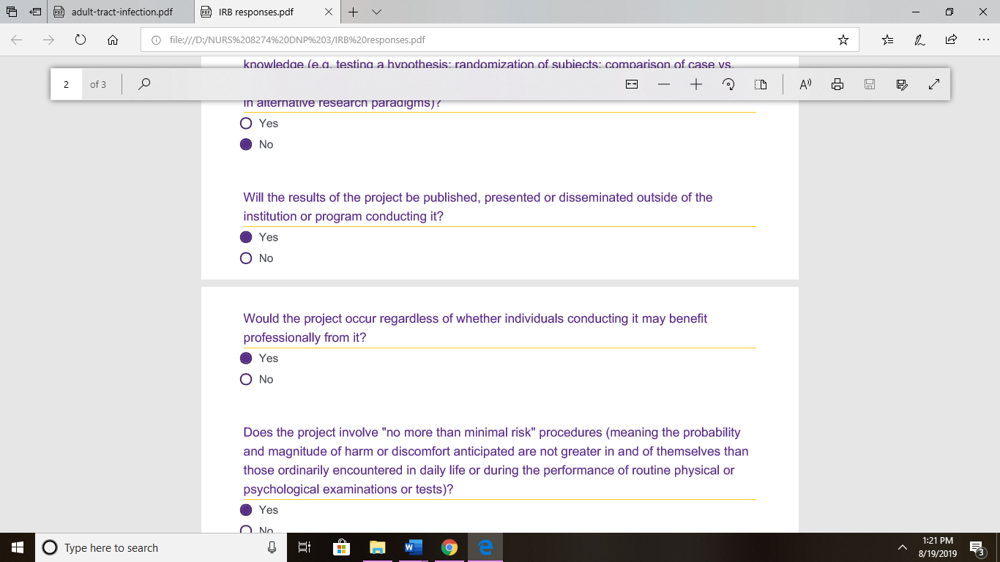 adult-tract-infection.pdf
IRB responses.pdf
file:///D:/NURS%208274%20DNP%203/IRB%20responses.pdf
knowledge (e.g. testing a hypothesis; randomization of subjects; comparison of case vs.
2 of 3
in alternative research paradigms)?
Yes
No
Will the results of the project be published, presented or disseminated outside of the
institution or program conducting it?
Yes
No
Would the project occur regardless of whether individuals conducting it may benefit
professionally from it?
Yes
No
Does the project involve "no more than minimal risk" procedures (meaning the probability
and magnitude of harm or discomfort anticipated are not greater in and of themselves than
those ordinarily encountered in daily life or during the performance of routine physical or
psychological examinations or tests)?
Yes
No
Type here to search
1:21 PM
8/19/2019
3